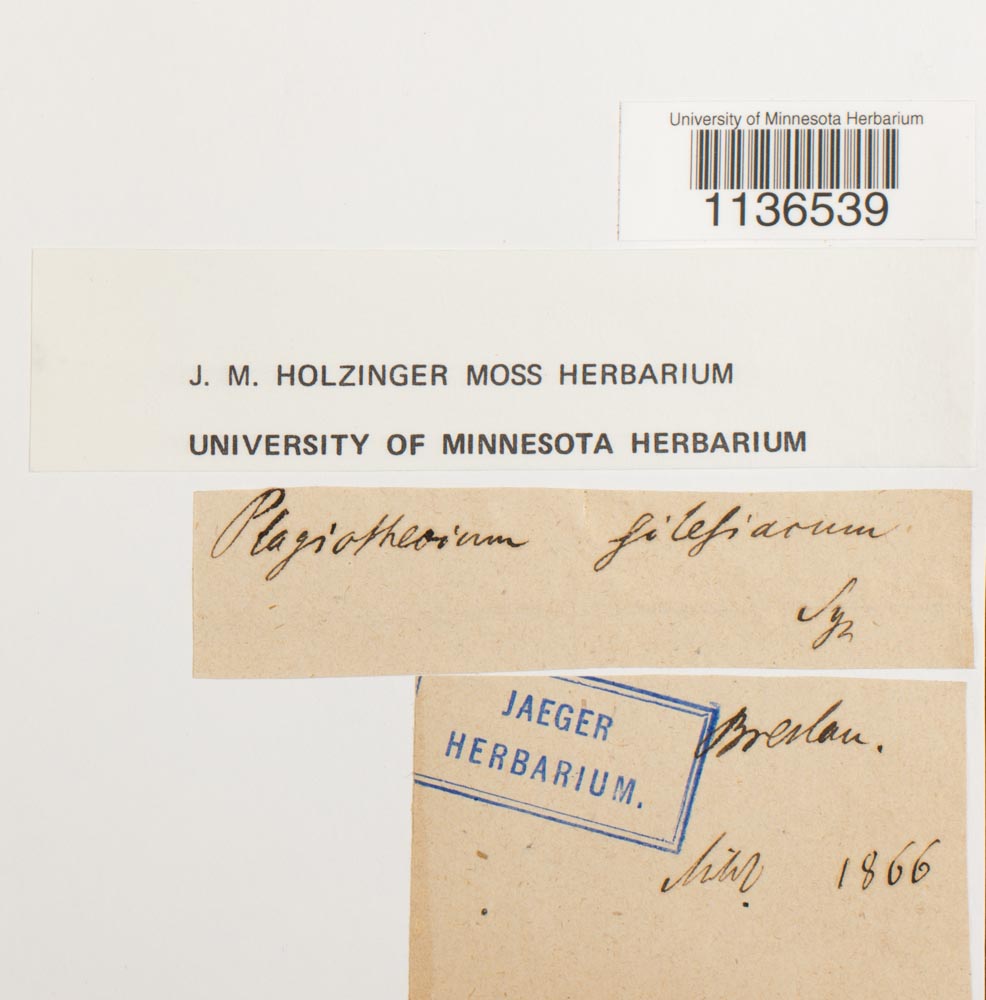 University of Minnesota Herbarium
1136539
J. M. HOLZINGER MOSS HERBARIUM
UNIVERSITY OF MINNESOTA HERBARIUM
Plagiothecium silesiacum
JAEGER
HERBARIUM.
Breslau.
1866